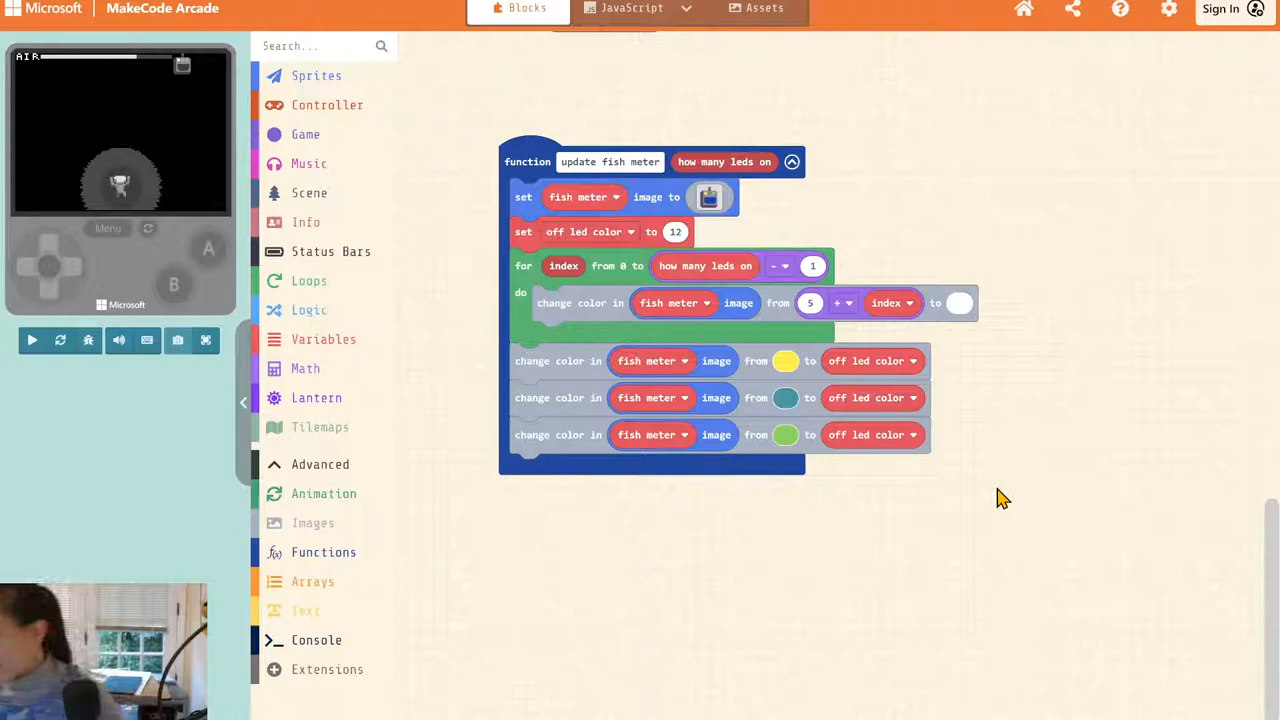 Microsoft
MakeCode Arcade
Blocks
JavaScript
Assets
Sign In
AIR
Menu
A
B
Microsoft
Search...
Sprites
Controller
Game
Music
Scene
Info
Status Bars
Loops
Logic
Variables
Math
Lantern
Tilemaps
Advanced
Animation
Images
Functions
Arrays
Text
Console
Extensions
function update fish meter how many leds on
set fish meter image to
set off led color to 12
for index from 0 to how many leds on - 1
do change color in fish meter image from 5 + index to
change color in fish meter image from to off led color
change color in fish meter image from to off led color
change color in fish meter image from to off led color